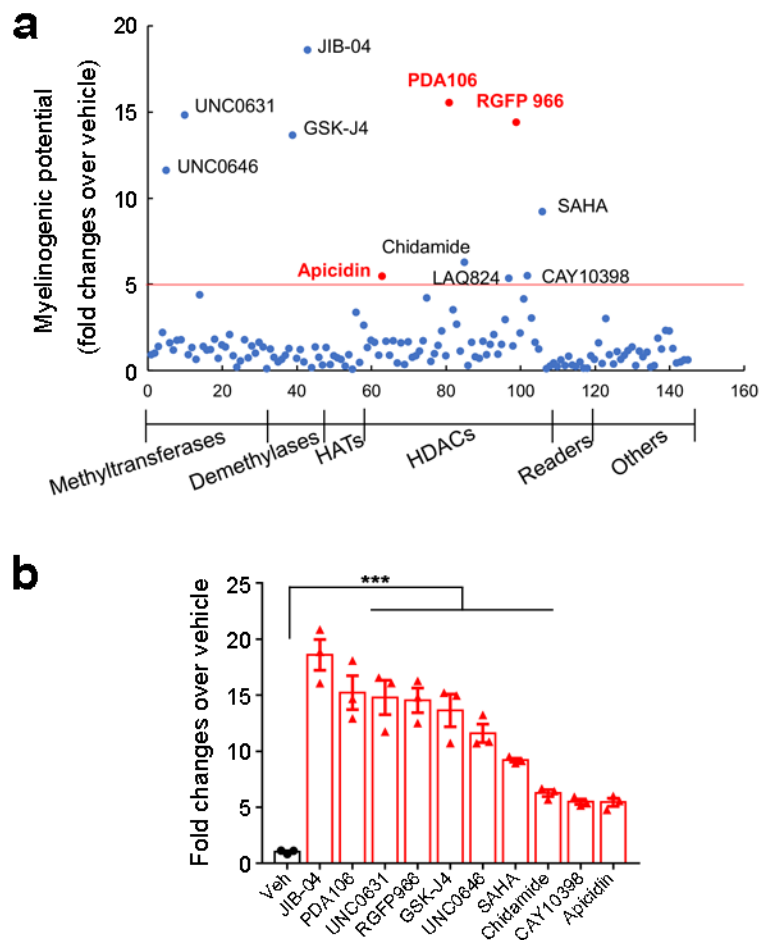 a
Myelinogenic potential
(fold changes over vehicle)
20
15
10
5
0
JIB-04
UNC0631
GSK-J4
UNC0646
PDA106
RGFP 966
SAHA
Chidamide
Apicidin
LAQ824
CAY10398
0 20 40 60 80 100 120 140 160
Methyltransferases
Demethylases
HATs
HDACs
Readers
Others
b
Fold changes over vehicle
25
20
15
10
5
0
***
Veh
JIB-04
PDA106
UNC0631
RGFP966
GSK-J4
UNC0646
SAHA
Chidamide
CAY10398
Apicidin